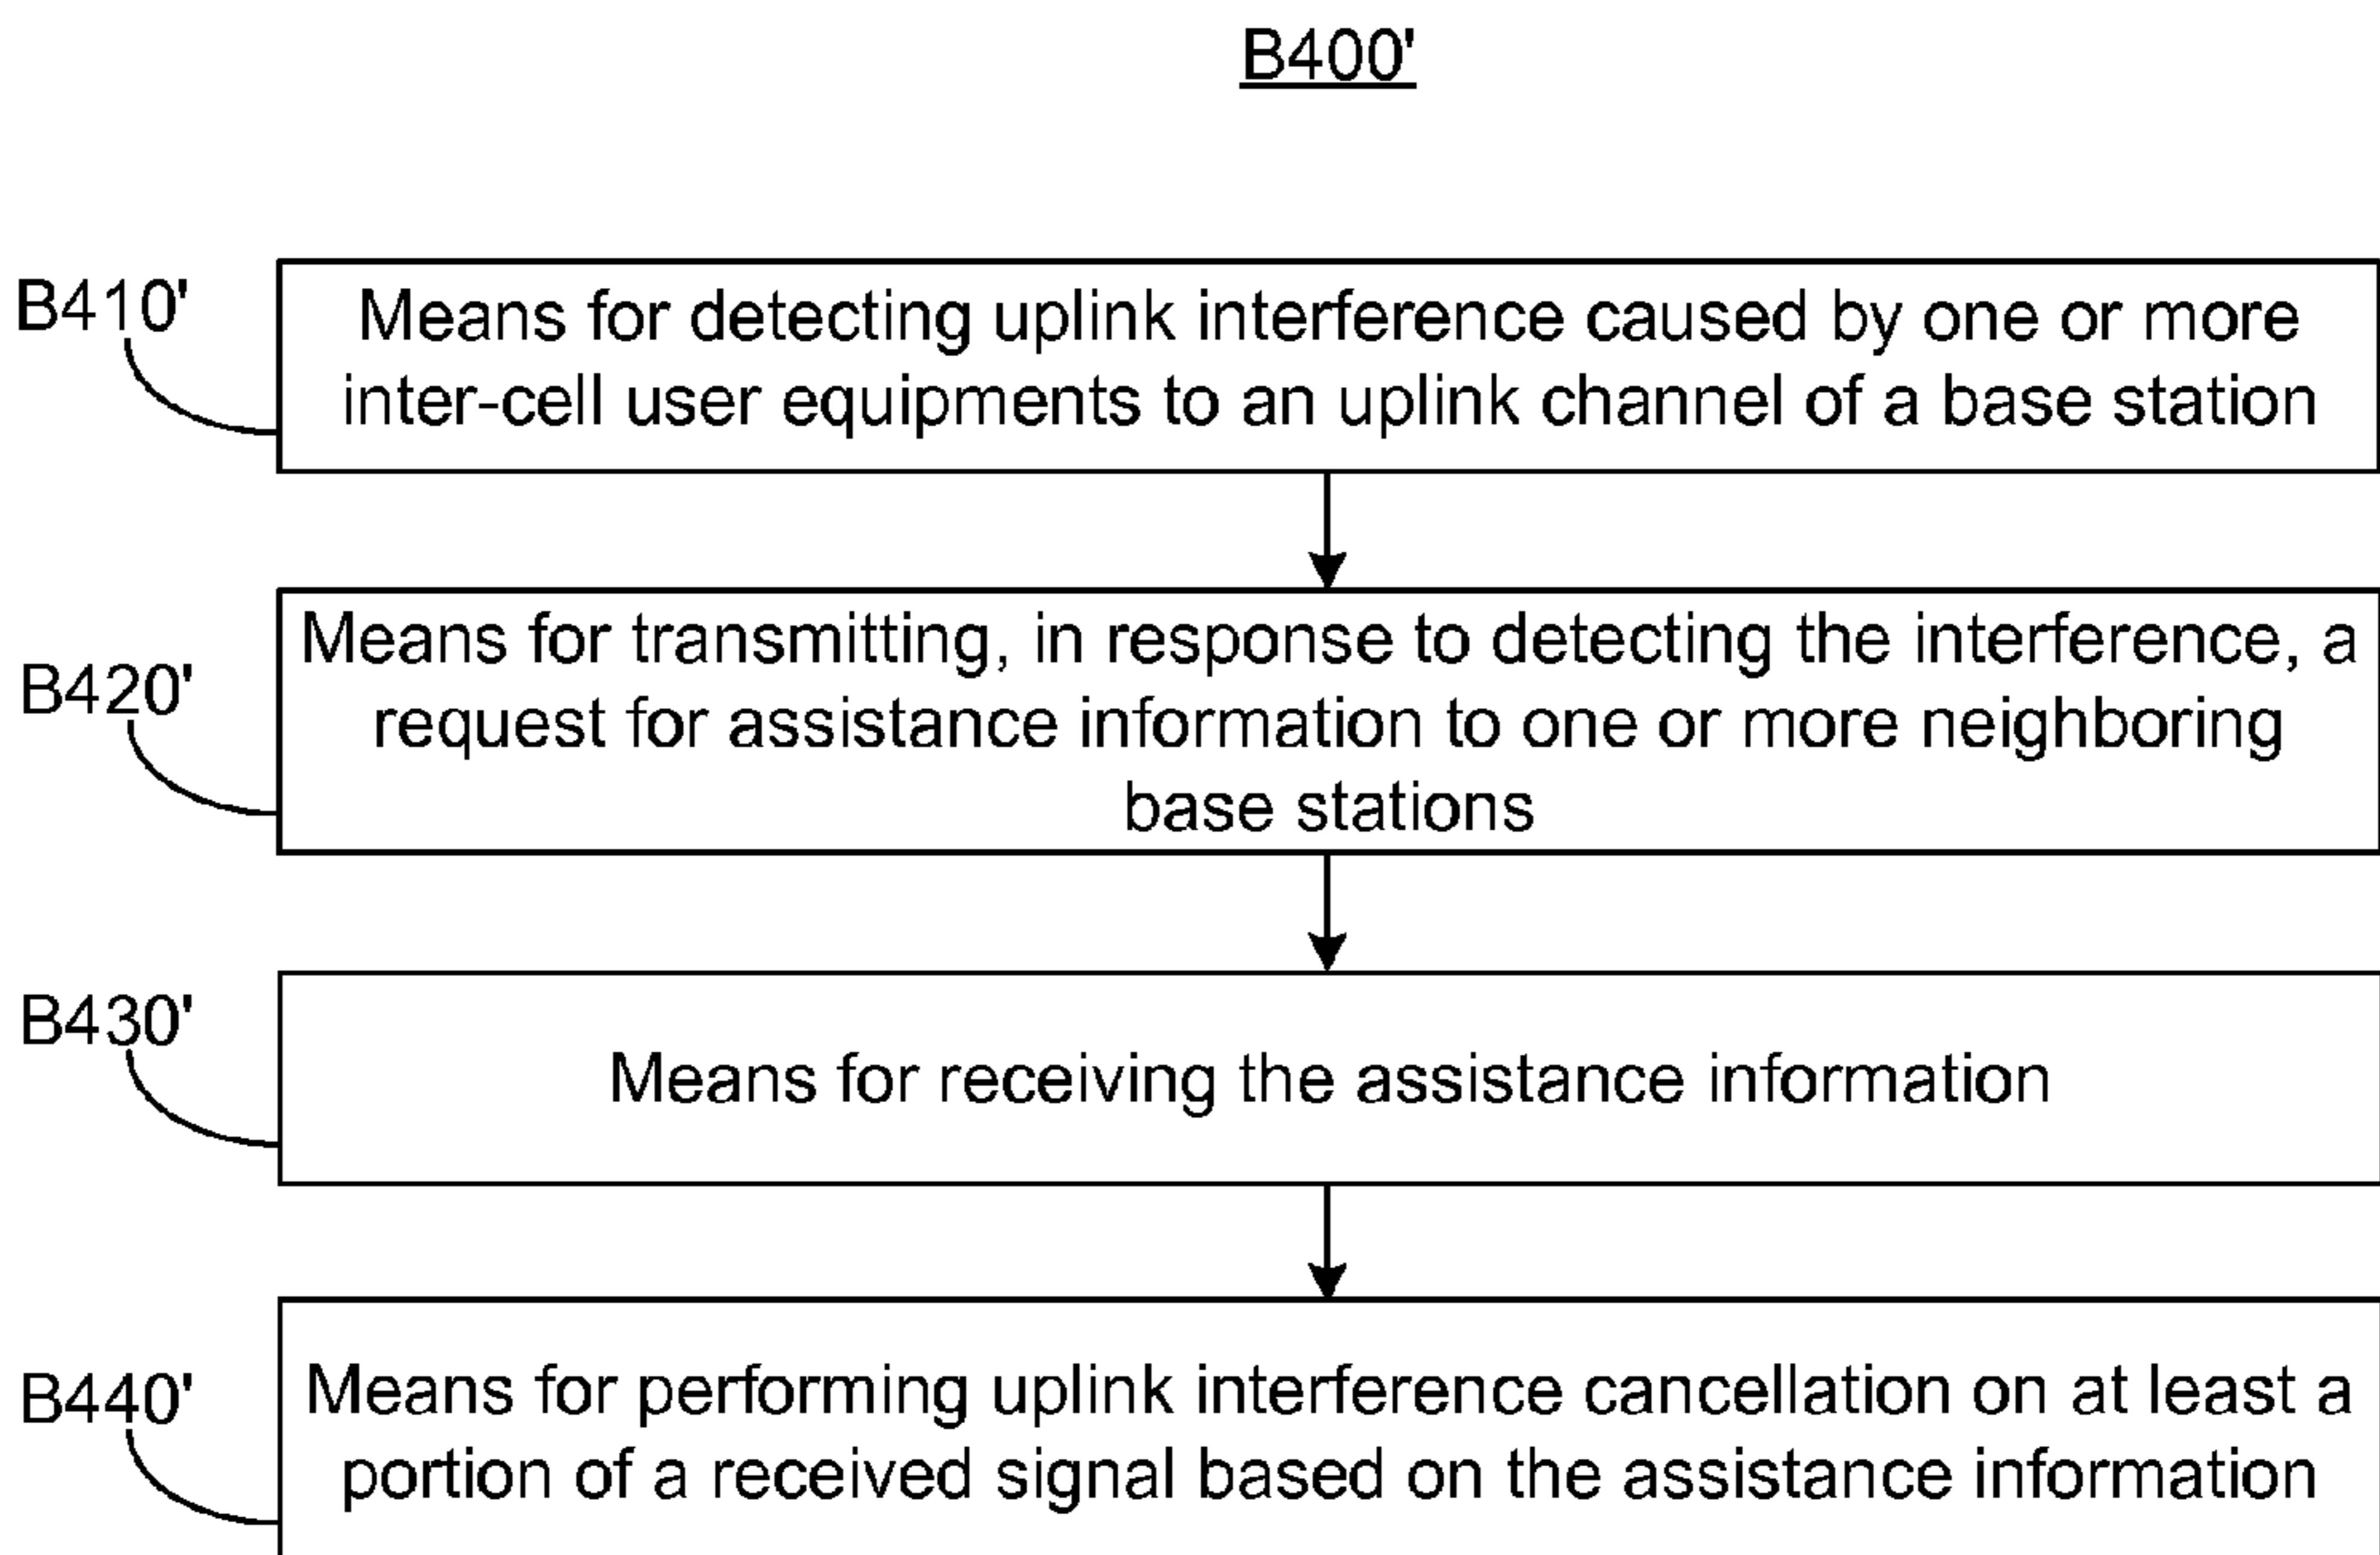 B400'
B410'
Means for detecting uplink interference caused by one or more
inter-cell user equipments to an uplink channel of a base station
B420'
Means for transmitting, in response to detecting the interference, a
request for assistance information to one or more neighboring
base stations
B430'
Means for receiving the assistance information
B440'
Means for performing uplink interference cancellation on at least a
portion of a received signal based on the assistance information